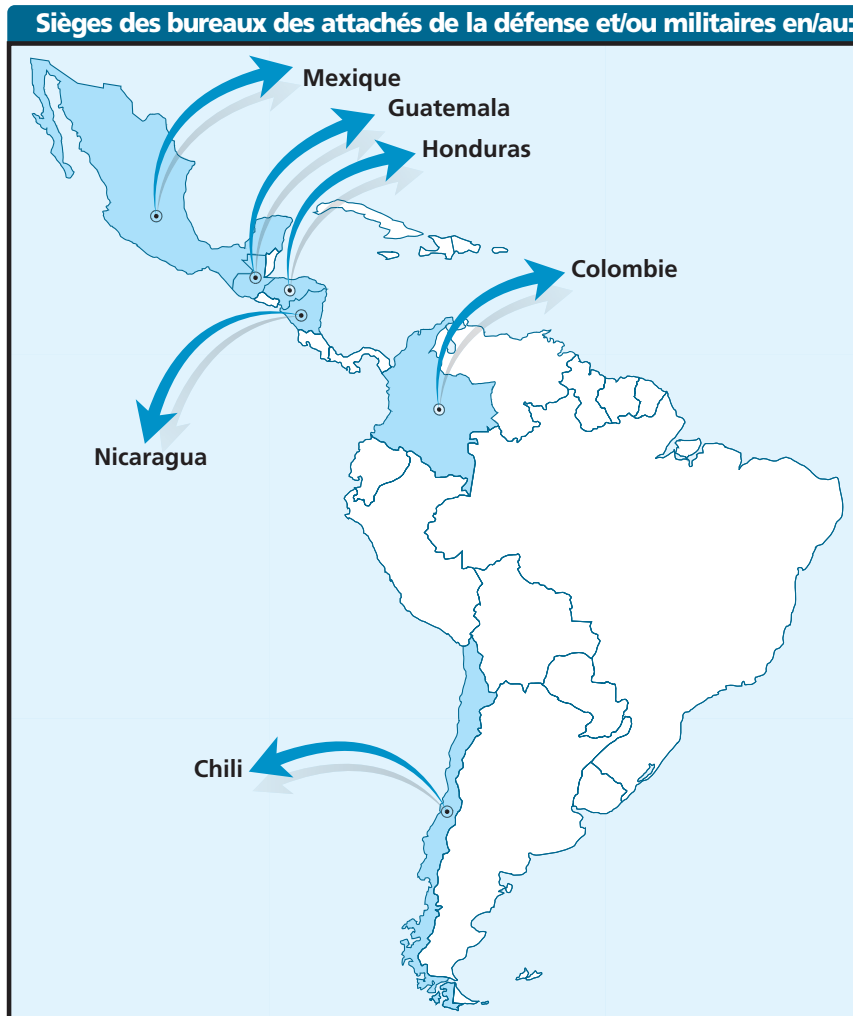 Sièges des bureaux des attachés de la défense et/ou militaires en/au:
Mexique
Guatemala
Honduras
Colombie
Nicaragua
Chili